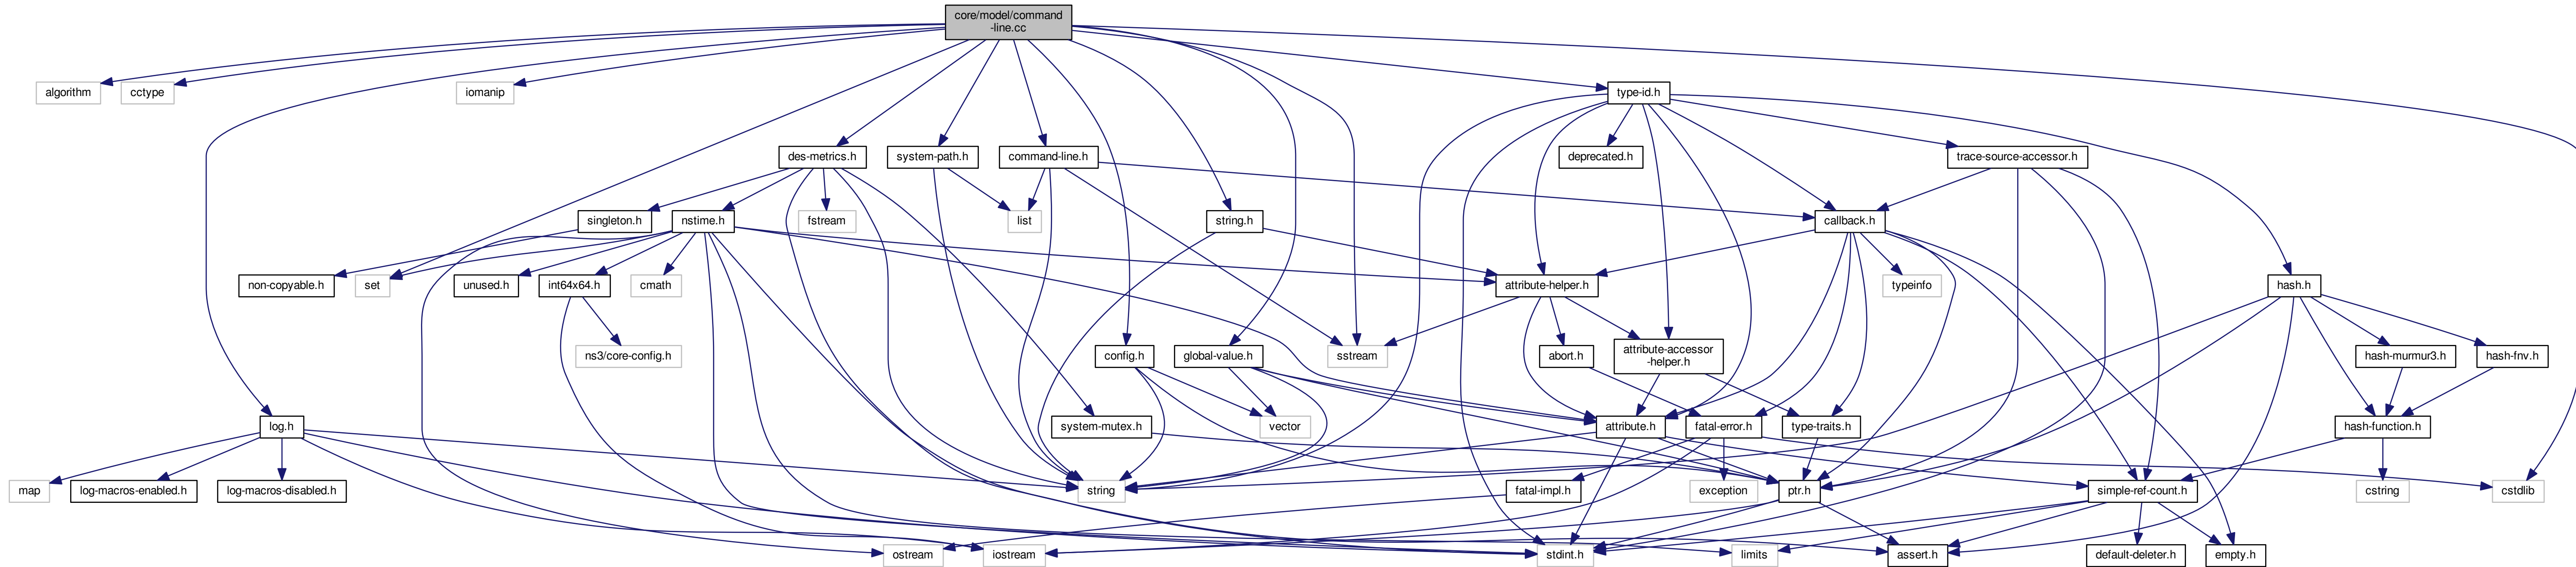 core/model/command
-line.cc
algorithm
cctype
iomanip
type-id.h
des-metrics.h
system-path.h
command-line.h
deprecated.h
trace-source-accessor.h
singleton.h
nstime.h
fstream
list
string.h
callback.h
non-copyable.h
set
unused.h
int64x64.h
cmath
attribute-helper.h
typeinfo
hash.h
ns3/core-config.h
config.h
global-value.h
sstream
abort.h
attribute-accessor
-helper.h
hash-murmur3.h
hash-fnv.h
log.h
system-mutex.h
vector
attribute.h
fatal-error.h
type-traits.h
hash-function.h
map
log-macros-enabled.h
log-macros-disabled.h
string
fatal-impl.h
exception
ptr.h
simple-ref-count.h
cstring
cstdlib
ostream
iostream
stdint.h
limits
assert.h
default-deleter.h
empty.h